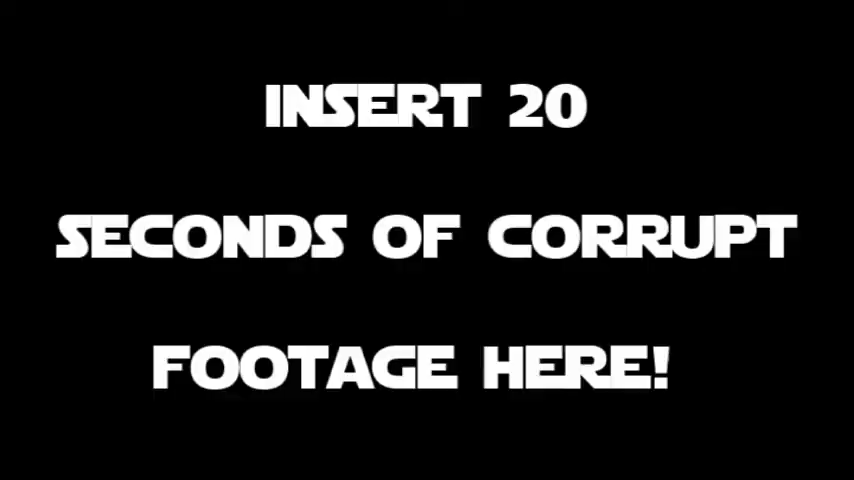 INSERT 20
SECONDS OF CORRUPT
FOOTAGE HERE!